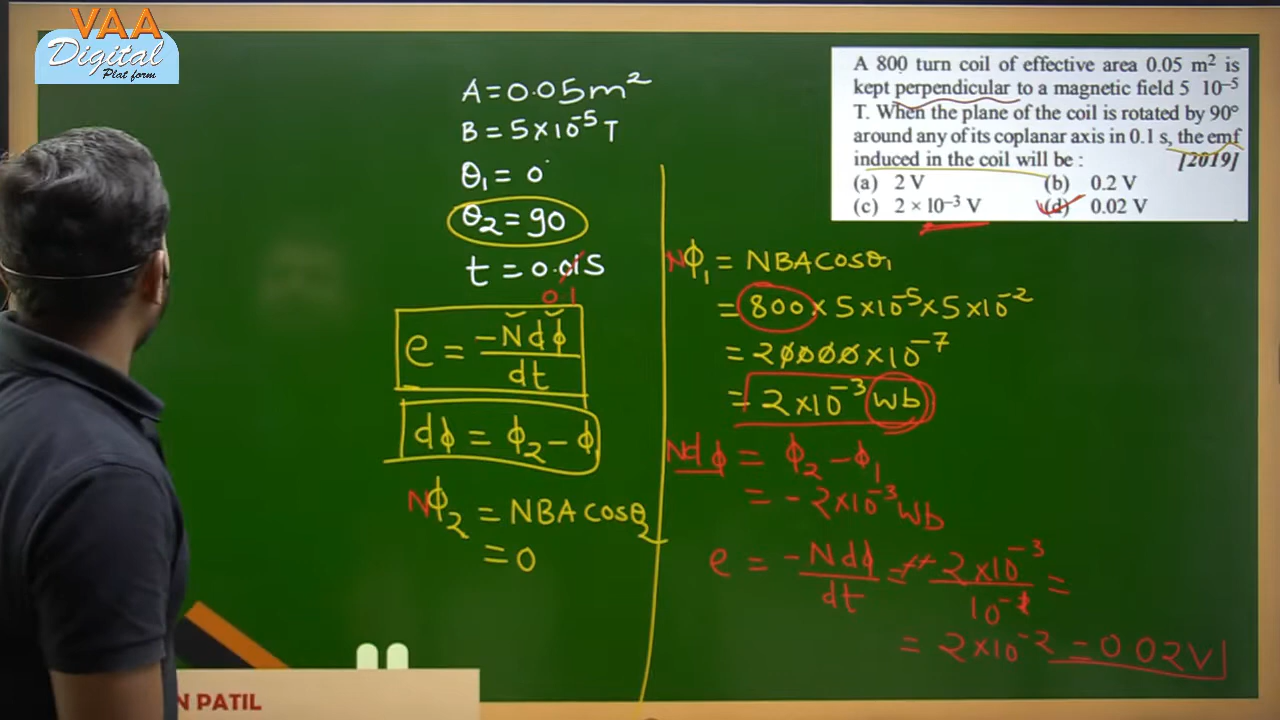 VAA
Digital
Plat form
A 800 turn coil of effective area 0.05 m² is
kept perpendicular to a magnetic field 5 10⁻⁵
T. When the plane of the coil is rotated by 90°
around any of its coplanar axis in 0.1 s, the emf
induced in the coil will be : [2019]
(a) 2 V (b) 0.2 V
(c) 2 × 10⁻³ V (d) 0.02 V
A = 0.05m²
B = 5×10⁻⁵T
θ₁ = 0°
θ₂ = 90
t = 0.01S
0 1
e = -Ndϕ/dt
dϕ = ϕ₂ - ϕ
Nϕ₂ = NBA cosθ₂
= 0
Nϕ₁ = NBACosθ₁
= 800 × 5×10⁻⁵ × 5×10⁻²
= 20000 × 10⁻⁷
= 2×10⁻³ wb
Ndϕ = ϕ₂ - ϕ₁
= - 2×10⁻³ wb
e = -Ndϕ/dt = ++ 2×10⁻³/10⁻¹ =
= 2×10⁻² = 0.02V
N PATIL